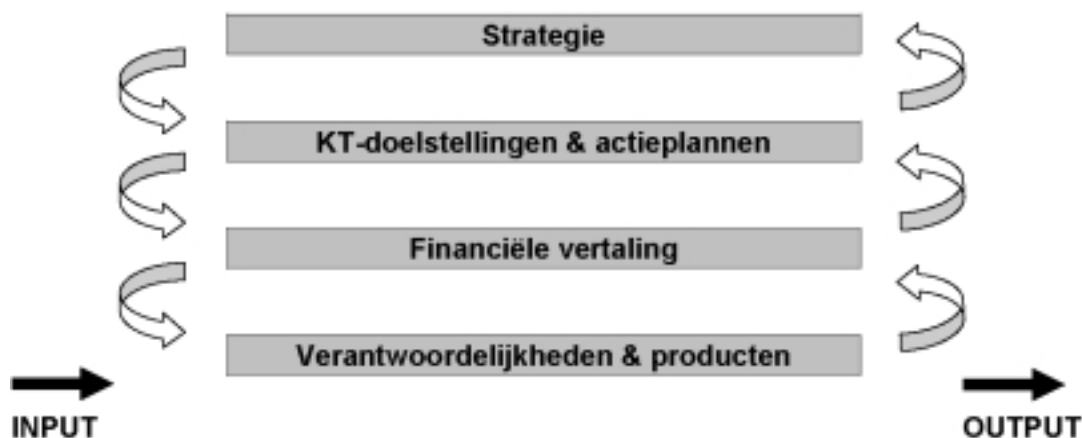 Strategie
KT-doelstellingen & actieplannen
Financiële vertaling
Verantwoordelijkheden & producten
INPUT
OUTPUT